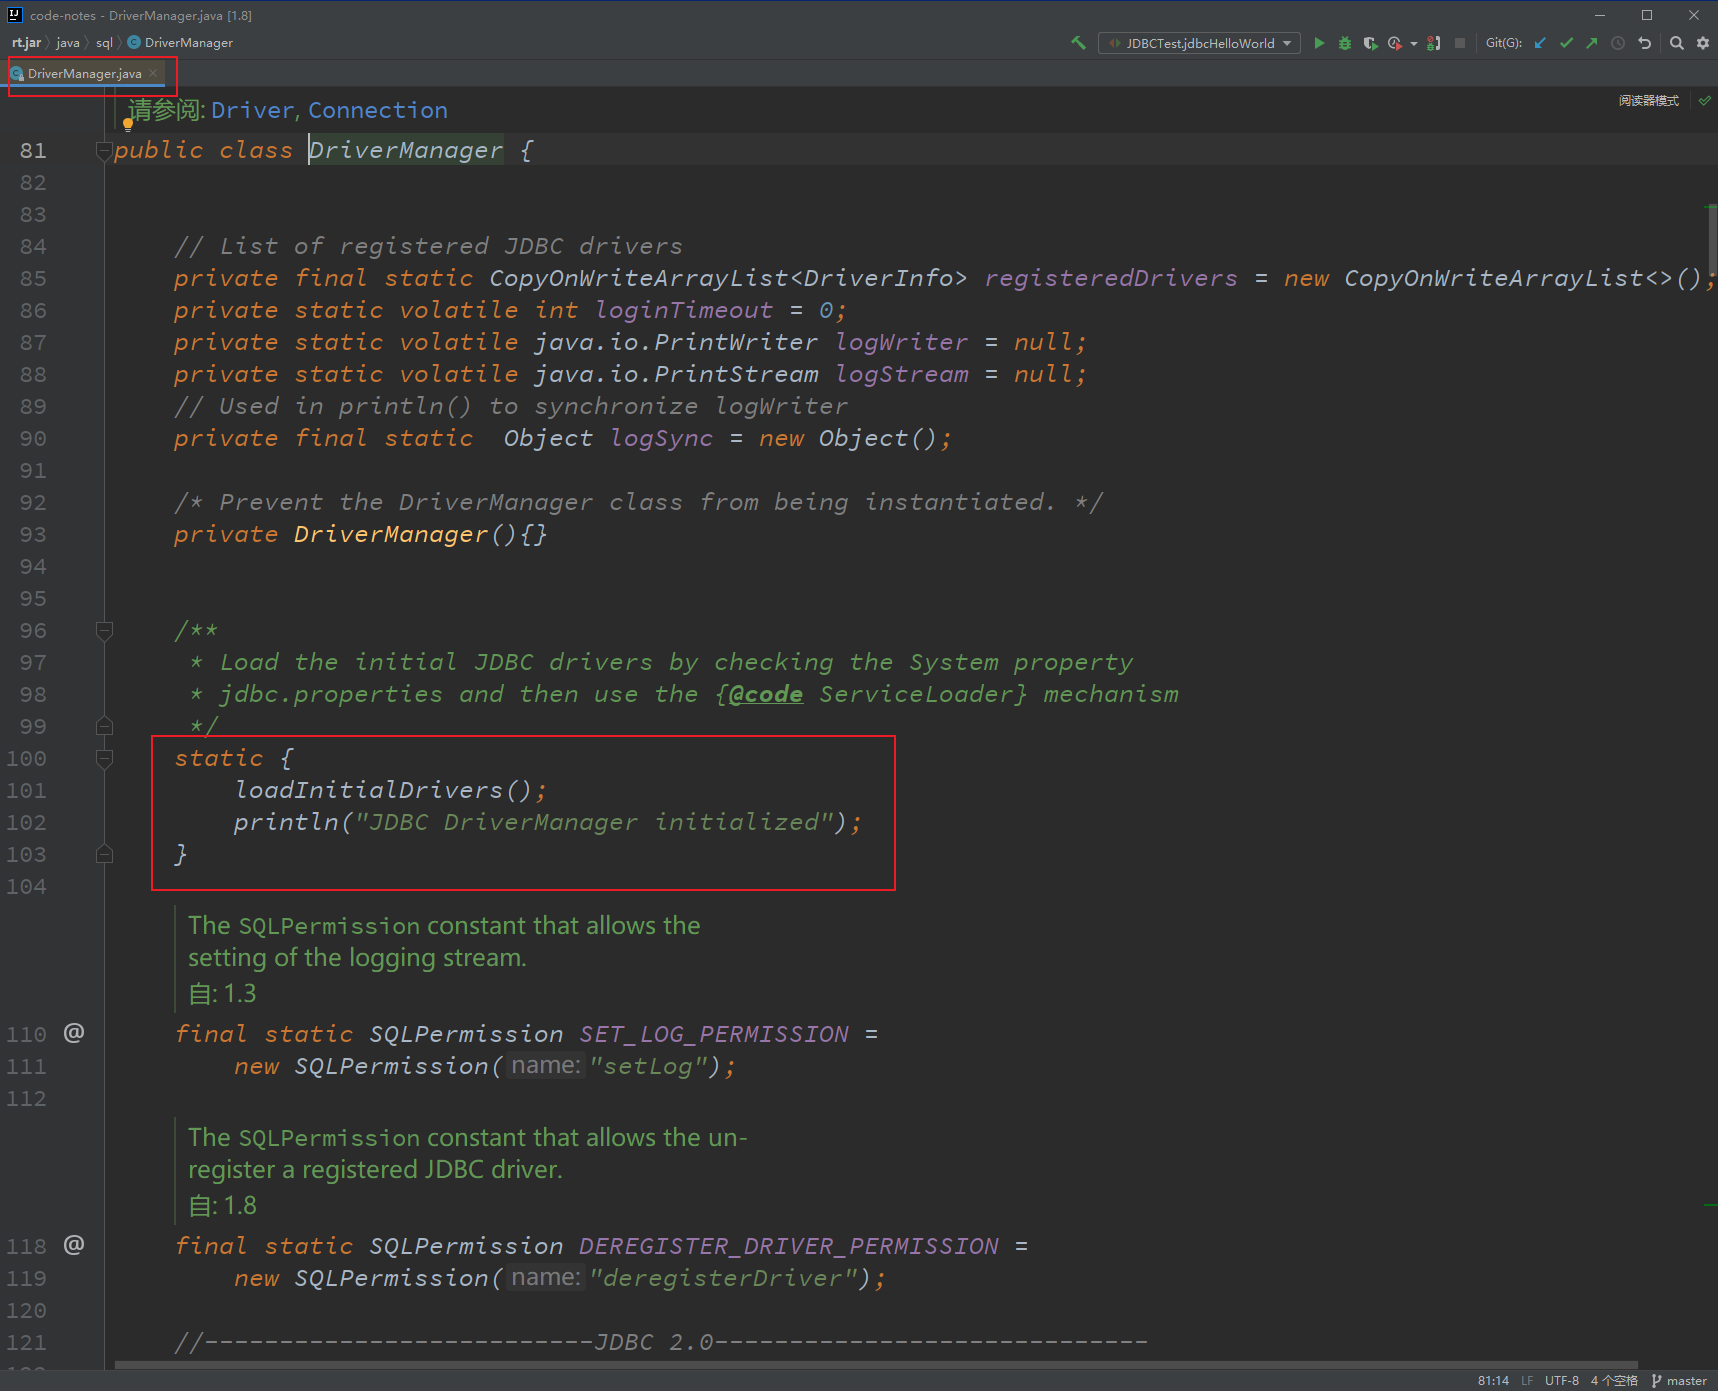 code-notes - DriverManager.java [1.8]
rt.jar java sql DriverManager
JDBCTest.jdbcHelloWorld Git(G):
DriverManager.java
阅读器模式
请参阅: Driver, Connection
81 public class DriverManager {
82
83
84 // List of registered JDBC drivers
85 private final static CopyOnWriteArrayList<DriverInfo> registeredDrivers = new CopyOnWriteArrayList<>();
86 private static volatile int loginTimeout = 0;
87 private static volatile java.io.PrintWriter logWriter = null;
88 private static volatile java.io.PrintStream logStream = null;
89 // Used in println() to synchronize logWriter
90 private final static  Object logSync = new Object();
91
92 /* Prevent the DriverManager class from being instantiated. */
93 private DriverManager(){}
94
95
96 /**
97 * Load the initial JDBC drivers by checking the System property
98 * jdbc.properties and then use the {@code ServiceLoader} mechanism
99 */
100 static {
101 loadInitialDrivers();
102 println("JDBC DriverManager initialized");
103 }
104
The SQLPermission constant that allows the
setting of the logging stream.
自: 1.3
110 @ final static SQLPermission SET_LOG_PERMISSION =
111 new SQLPermission( name: "setLog");
112
The SQLPermission constant that allows the un-
register a registered JDBC driver.
自: 1.8
118 @ final static SQLPermission DEREGISTER_DRIVER_PERMISSION =
119 new SQLPermission( name: "deregisterDriver");
120
121 //--------------------------JDBC 2.0-----------------------------
81:14 LF UTF-8 4 个空格 master